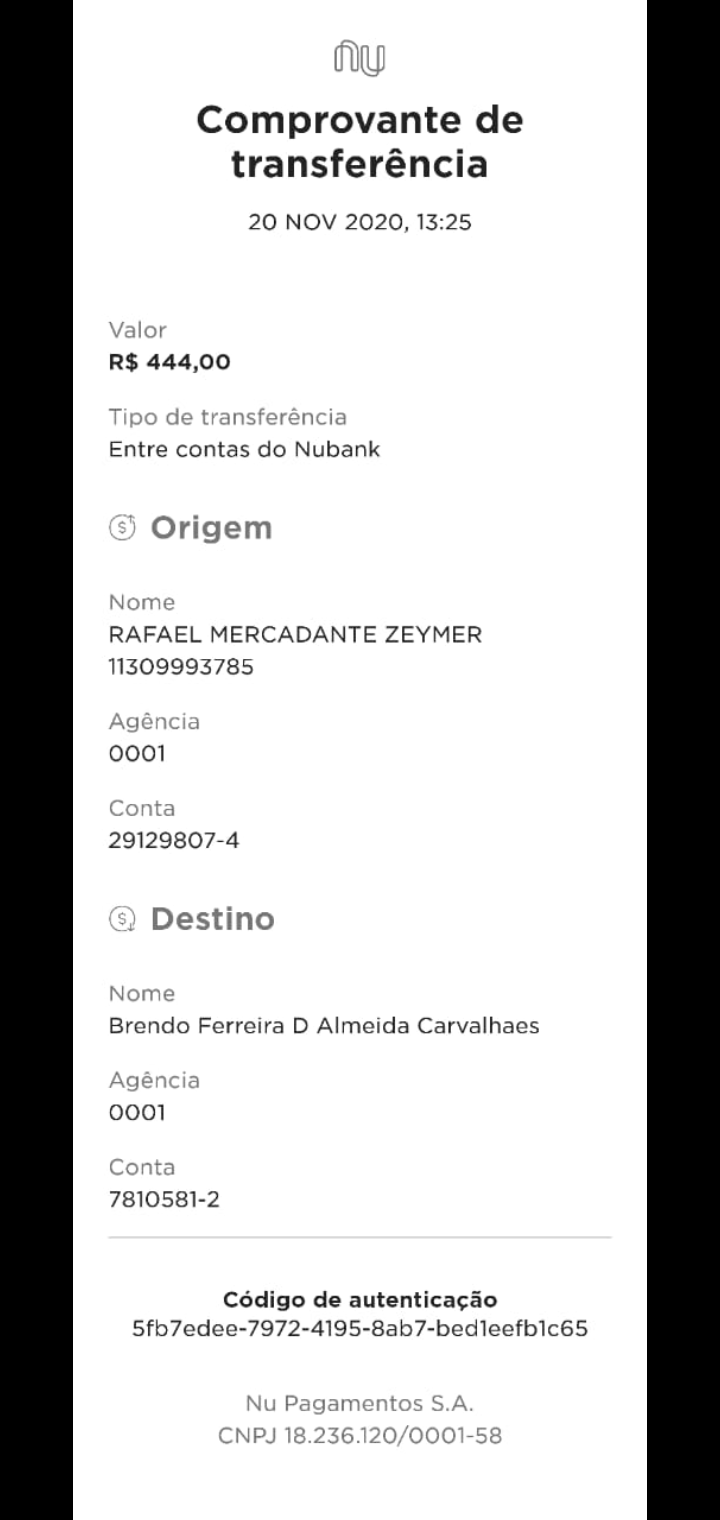 nu
Comprovante de
transferência
20 NOV 2020, 13:25
Valor
R$ 444,00
Tipo de transferência
Entre contas do Nubank
Origem
Nome
RAFAEL MERCADANTE ZEYMER
11309993785
Agência
0001
Conta
29129807-4
Destino
Nome
Brendo Ferreira D Almeida Carvalhaes
Agência
0001
Conta
7810581-2
Código de autenticação
5fb7edee-7972-4195-8ab7-bed1eefb1c65
Nu Pagamentos S.A.
CNPJ 18.236.120/0001-58